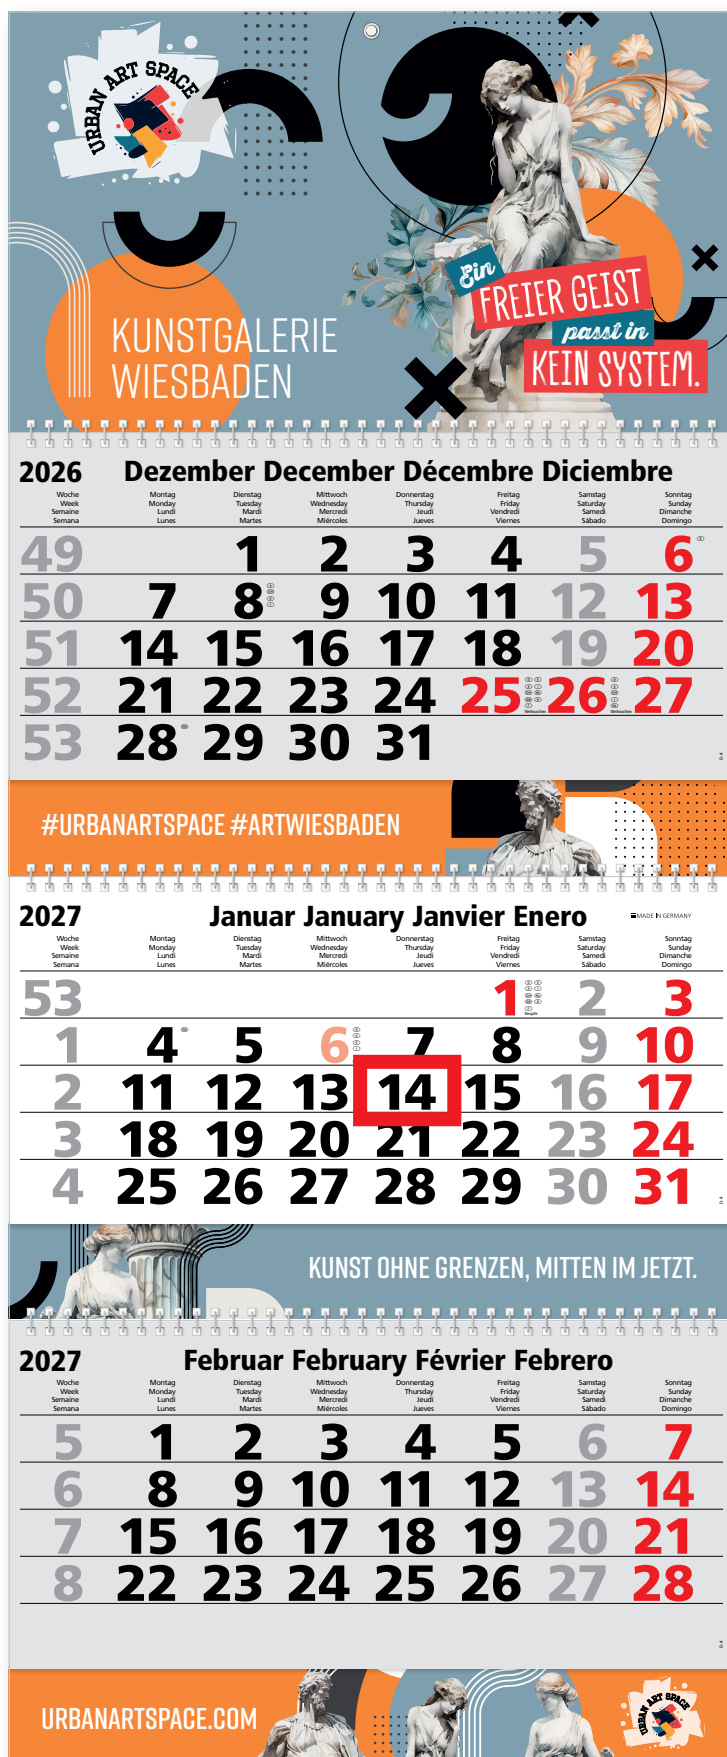 URBAN ART SPACE
Ein
FREIER GEIST
passt in
KEIN SYSTEM.
KUNSTGALERIE
WIESBADEN
2026 Dezember December Décembre Diciembre
Woche Montag Dienstag Mittwoch Donnerstag Freitag Samstag Sonntag
Week Monday Tuesday Wednesday Thursday Friday Saturday Sunday
Semaine Lundi Mardi Mercredi Jeudi Vendredi Samedi Dimanche
Semana Lunes Martes Miércoles Jueves Viernes Sábado Domingo
49 1 2 3 4 5 6
50 7 8 9 10 11 12 13
51 14 15 16 17 18 19 20
52 21 22 23 24 25 26 27
Weihnachten Weihnachten
53 28 29 30 31
D-4
#URBANARTSPACE #ARTWIESBADEN
2027 Januar January Janvier Enero MADE IN GERMANY
Woche Montag Dienstag Mittwoch Donnerstag Freitag Samstag Sonntag
Week Monday Tuesday Wednesday Thursday Friday Saturday Sunday
Semaine Lundi Mardi Mercredi Jeudi Vendredi Samedi Dimanche
Semana Lunes Martes Miércoles Jueves Viernes Sábado Domingo
53 1 2 3
Neujahr
1 4 5 6 7 8 9 10
2 11 12 13 14 15 16 17
3 18 19 20 21 22 23 24
4 25 26 27 28 29 30 31
D-4
KUNST OHNE GRENZEN, MITTEN IM JETZT.
2027 Februar February Février Febrero
Woche Montag Dienstag Mittwoch Donnerstag Freitag Samstag Sonntag
Week Monday Tuesday Wednesday Thursday Friday Saturday Sunday
Semaine Lundi Mardi Mercredi Jeudi Vendredi Samedi Dimanche
Semana Lunes Martes Miércoles Jueves Viernes Sábado Domingo
5 1 2 3 4 5 6 7
6 8 9 10 11 12 13 14
7 15 16 17 18 19 20 21
8 22 23 24 25 26 27 28
D-4
URBANARTSPACE.COM
URBAN ART SPACE